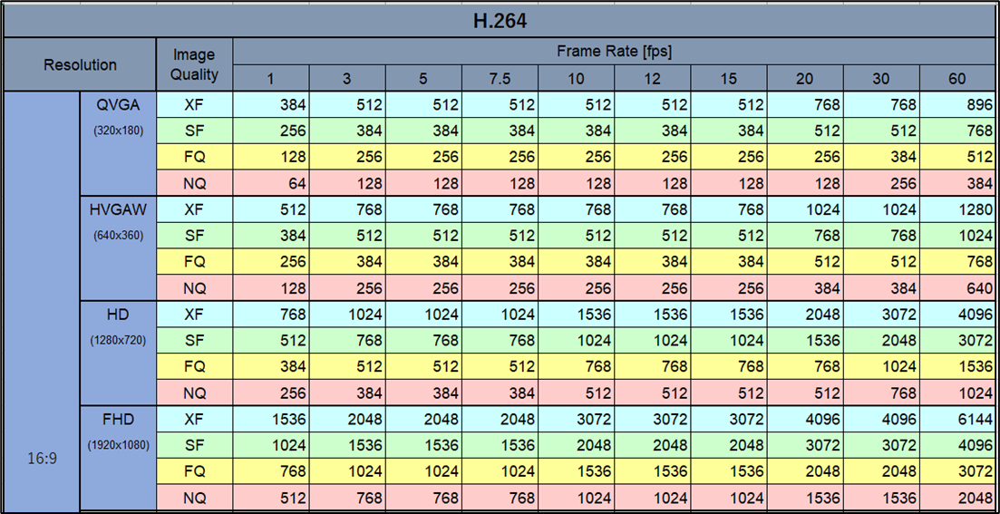 H.264
Resolution Image Quality Frame Rate [fps]
1 3 5 7.5 10 12 15 20 30 60
16:9
QVGA (320x180)
XF 384 512 512 512 512 512 512 768 768 896
SF 256 384 384 384 384 384 384 512 512 768
FQ 128 256 256 256 256 256 256 256 384 512
NQ 64 128 128 128 128 128 128 128 256 384
HVGAW (640x360)
XF 512 768 768 768 768 768 768 1024 1024 1280
SF 384 512 512 512 512 512 512 768 768 1024
FQ 256 384 384 384 384 384 384 512 512 768
NQ 128 256 256 256 256 256 256 384 384 640
HD (1280x720)
XF 768 1024 1024 1024 1536 1536 1536 2048 3072 4096
SF 512 768 768 768 1024 1024 1024 1536 2048 3072
FQ 384 512 512 512 768 768 768 768 1024 1536
NQ 256 384 384 384 512 512 512 512 768 1024
FHD (1920x1080)
XF 1536 2048 2048 2048 3072 3072 3072 4096 4096 6144
SF 1024 1536 1536 1536 2048 2048 2048 3072 3072 4096
FQ 768 1024 1024 1024 1536 1536 1536 2048 2048 3072
NQ 512 768 768 768 1024 1024 1024 1536 1536 2048